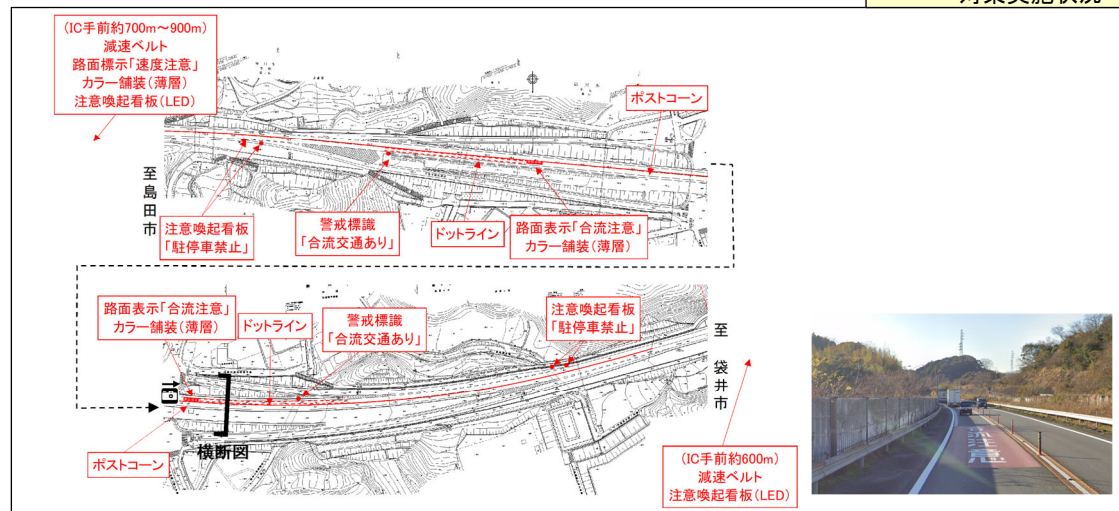 対策実施状況
(IC手前約700m～900m)
減速ベルト
路面標示「速度注意」
カラー舗装(薄層)
注意喚起看板(LED)
ポストコーン
至島田市
注意喚起看板
「駐停車禁止」
警戒標識
「合流交通あり」
ドットライン
路面表示「合流注意」
カラー舗装(薄層)
路面表示「合流注意」
カラー舗装(薄層)
ドットライン
警戒標識
「合流交通あり」
注意喚起看板
「駐停車禁止」
至 袋井市
横断図
ポストコーン
(IC手前約600m)
減速ベルト
注意喚起看板(LED)